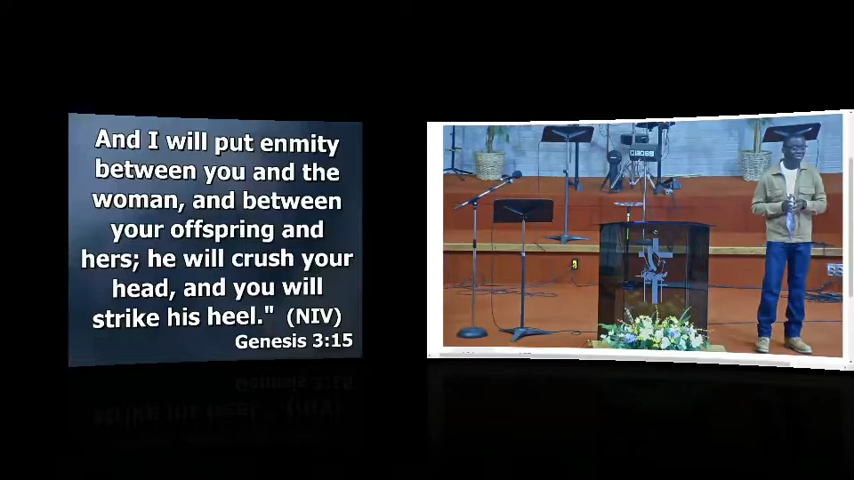 And I will put enmity
between you and the
woman, and between
your offspring and
hers; he will crush your
head, and you will
strike his heel." (NIV)
Genesis 3:15